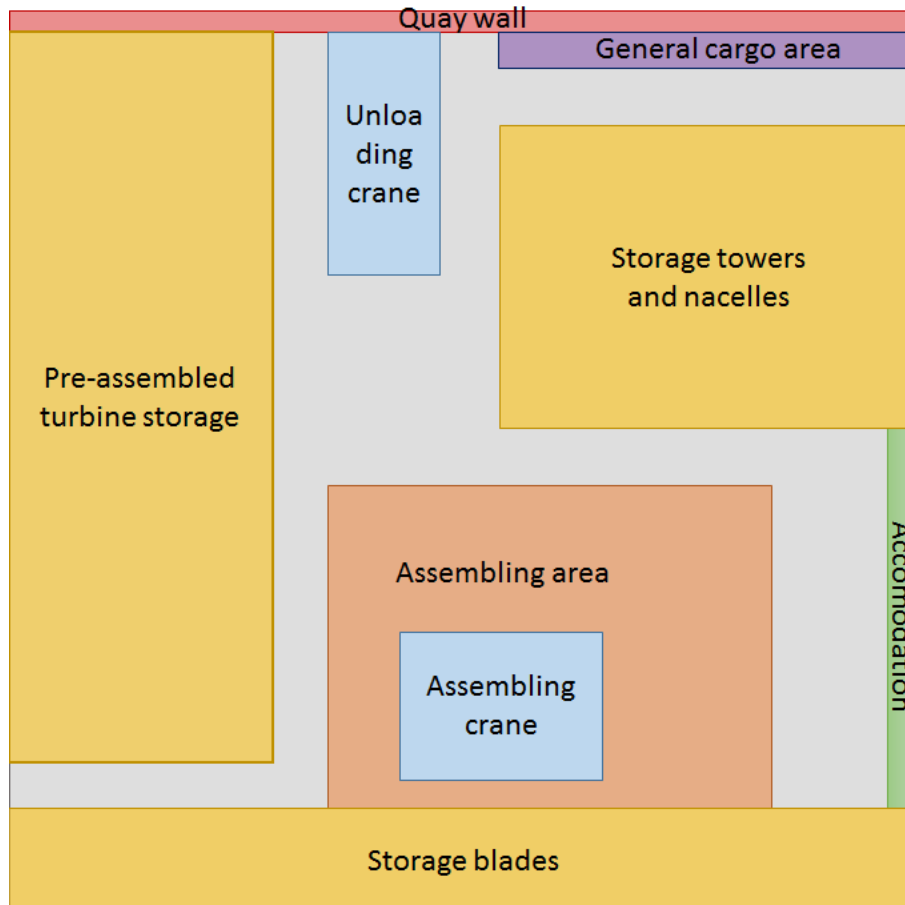 Quay wall
General cargo area
Unloa
ding
crane
Storage towers
and nacelles
Pre-assembled
turbine storage
Assembling area
Accomodation
Assembling
crane
Storage blades